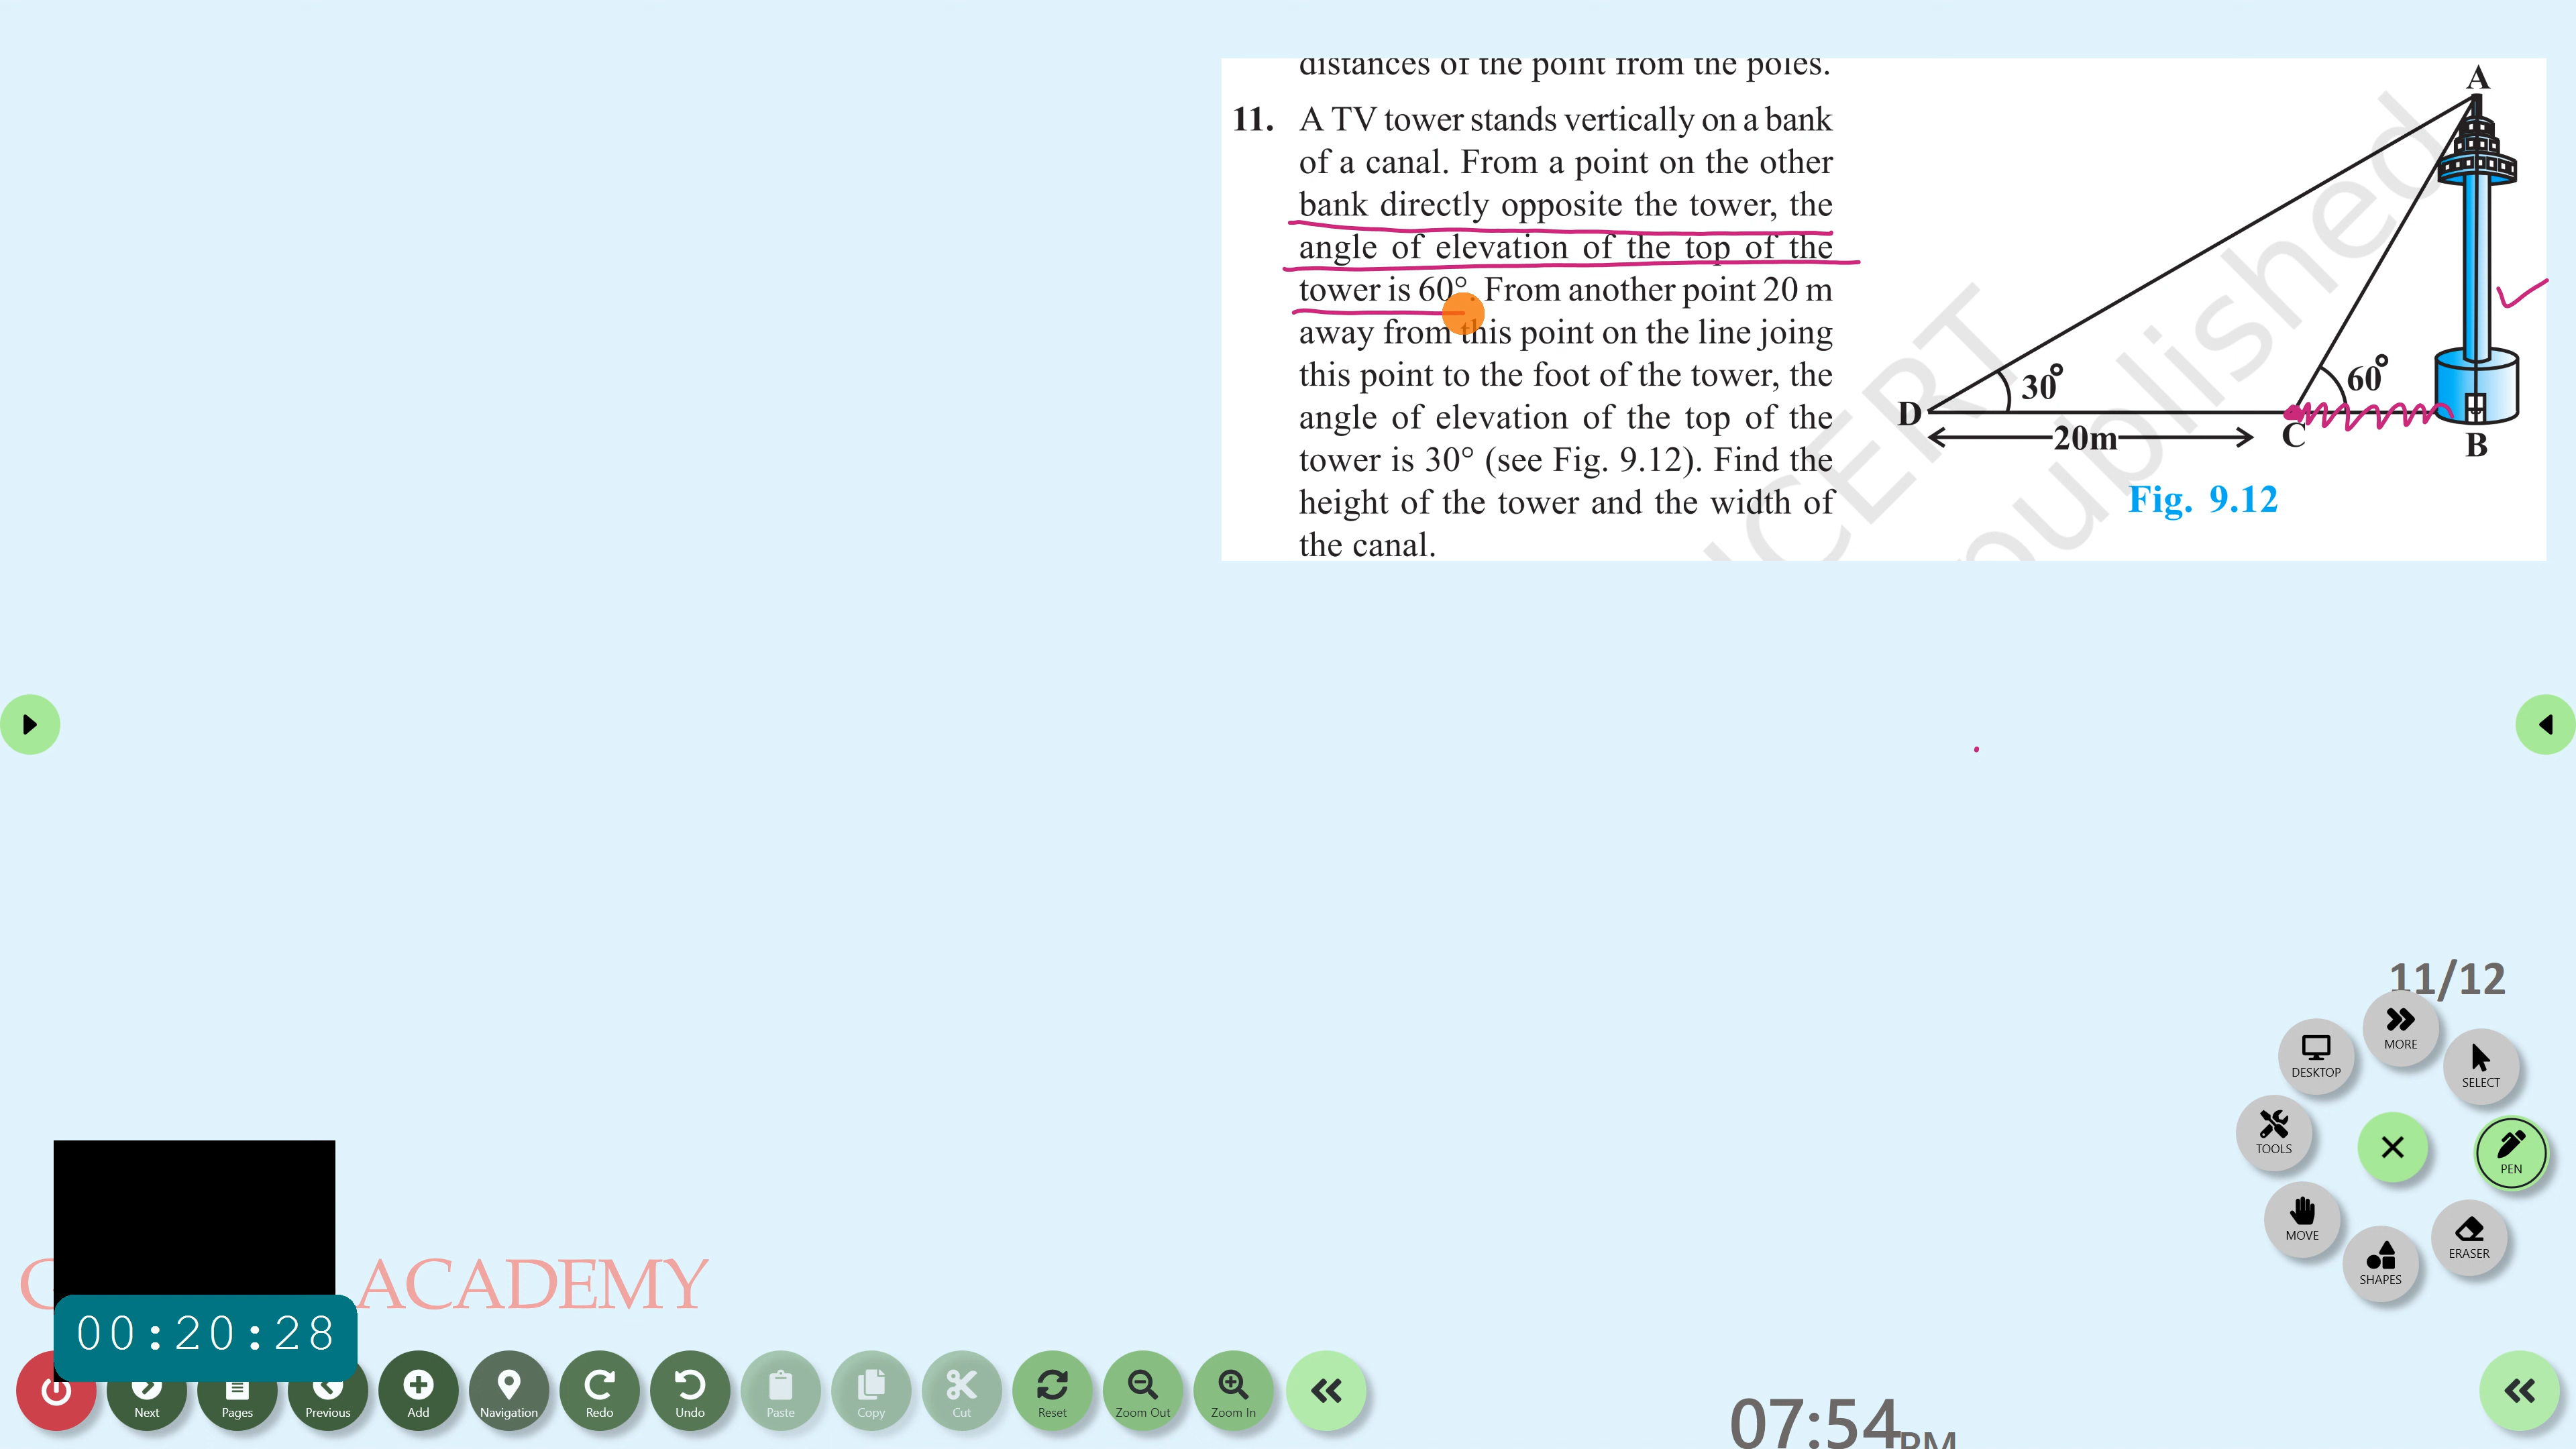 distances of the point from the poles.
11. A TV tower stands vertically on a bank
of a canal. From a point on the other
bank directly opposite the tower, the
angle of elevation of the top of the
tower is 60°. From another point 20 m
away from this point on the line joing
this point to the foot of the tower, the
angle of elevation of the top of the
tower is 30° (see Fig. 9.12). Find the
height of the tower and the width of
the canal.
A
30°
60°
D
20m
C
B
Fig. 9.12
NCERT
published
11/12
MORE
DESKTOP
SELECT
TOOLS
PEN
MOVE
ERASER
SHAPES
ACADEMY
00:20:28
Next
Pages
Previous
Add
Navigation
Redo
Undo
Paste
Copy
Cut
Reset
Zoom Out
Zoom In
07:54 PM